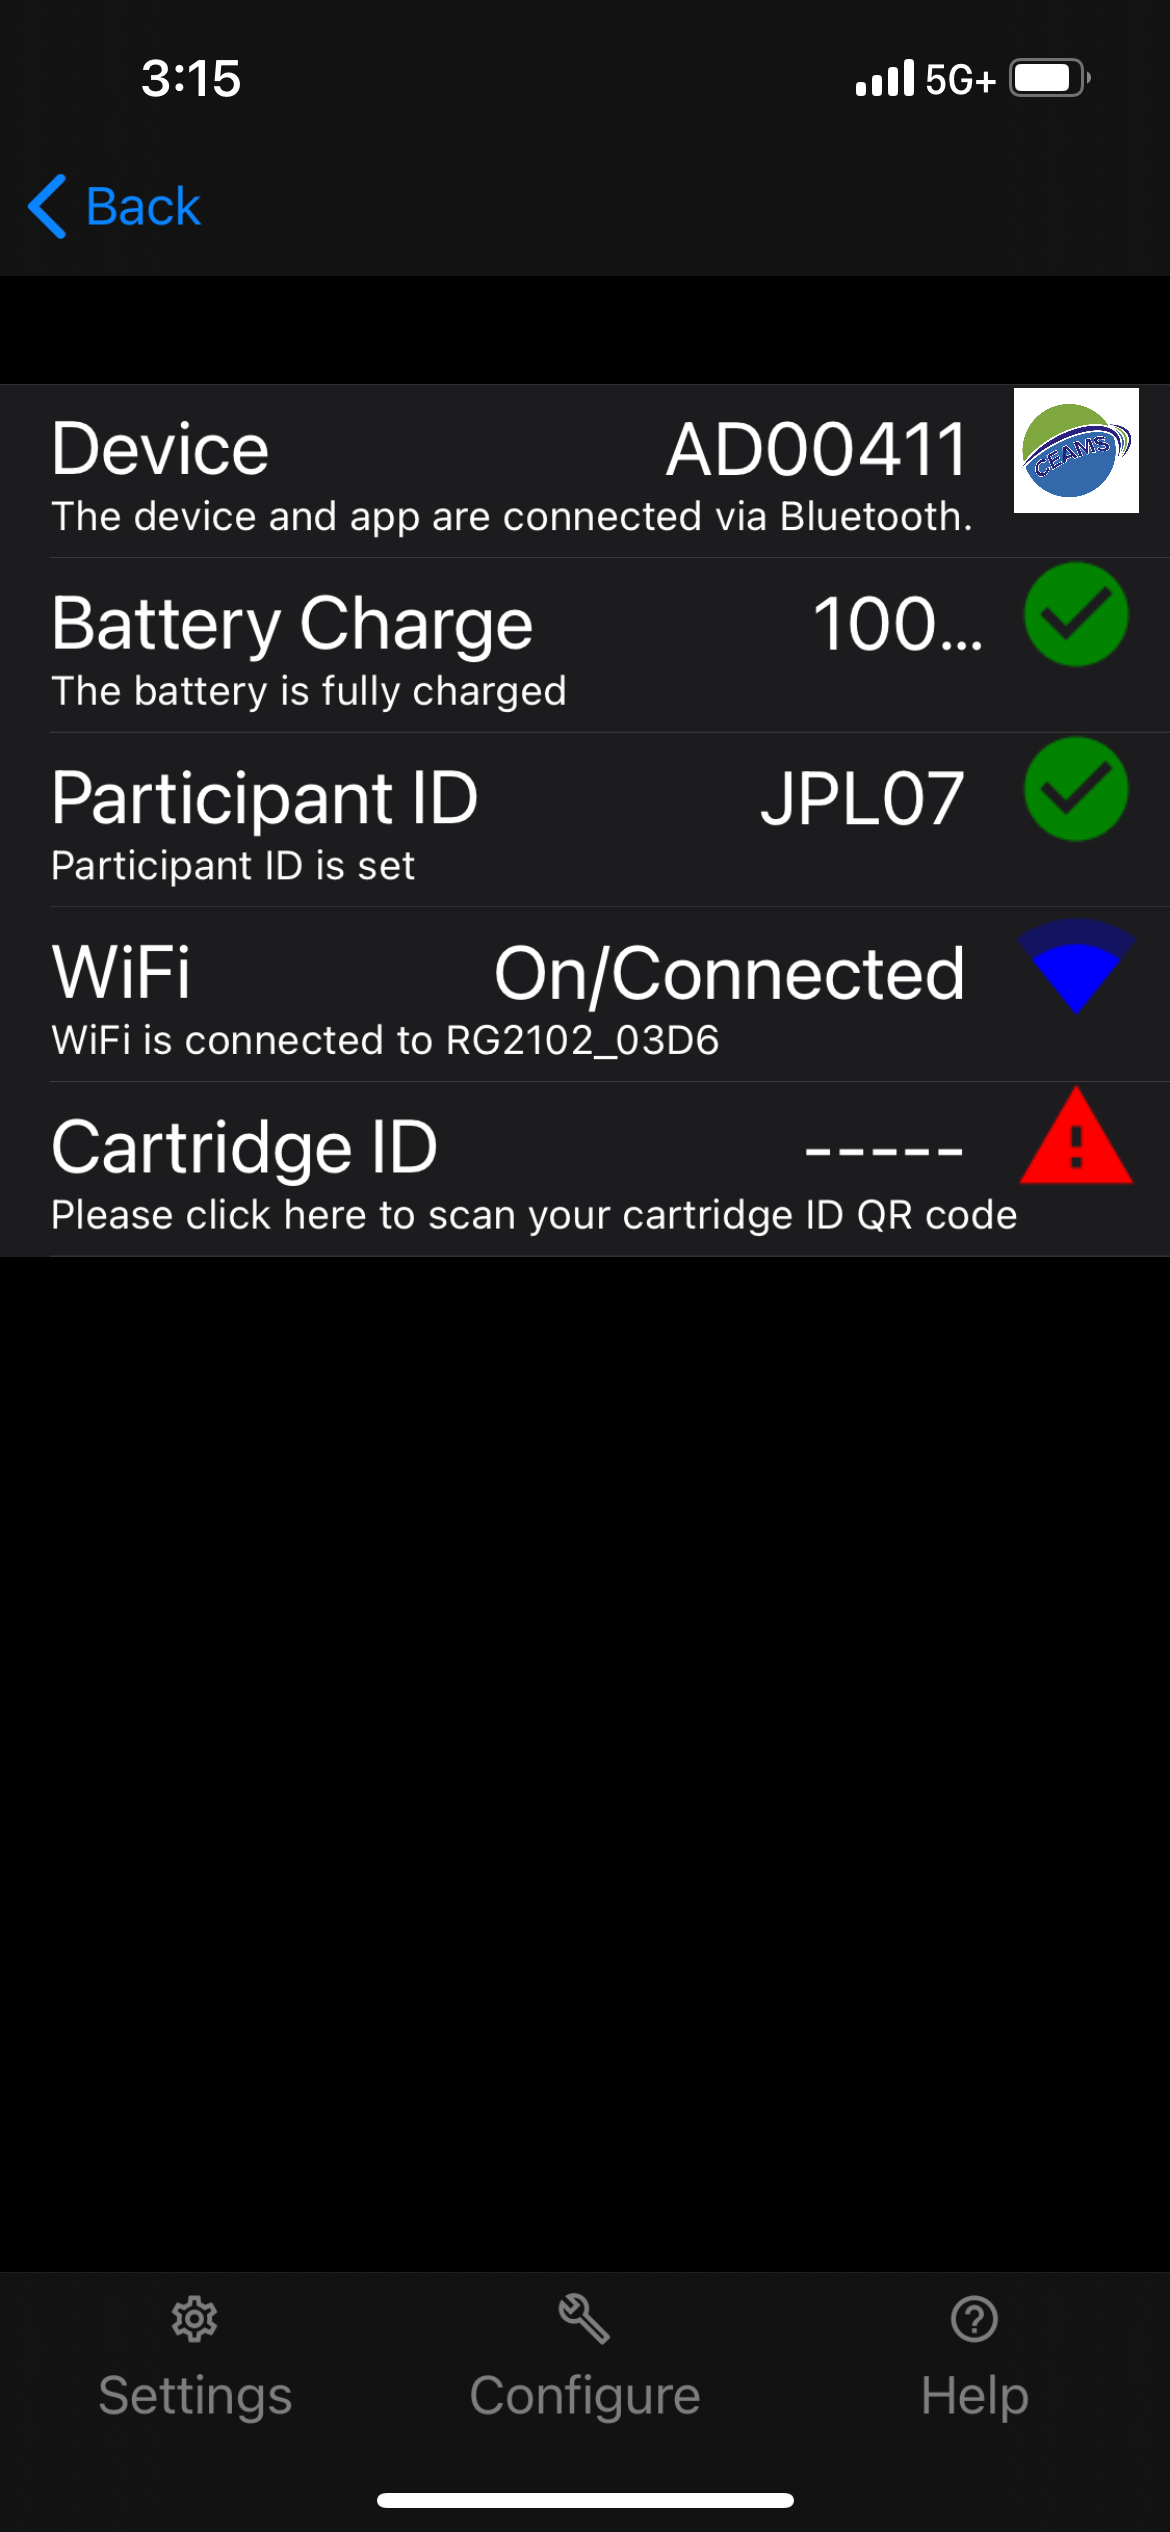 3:15 5G+
Back
Device AD00411 CEAMS
The device and app are connected via Bluetooth.
Battery Charge 100...
The battery is fully charged
Participant ID JPL07
Participant ID is set
WiFi On/Connected
WiFi is connected to RG2102_03D6
Cartridge ID -----
Please click here to scan your cartridge ID QR code
Settings Configure Help